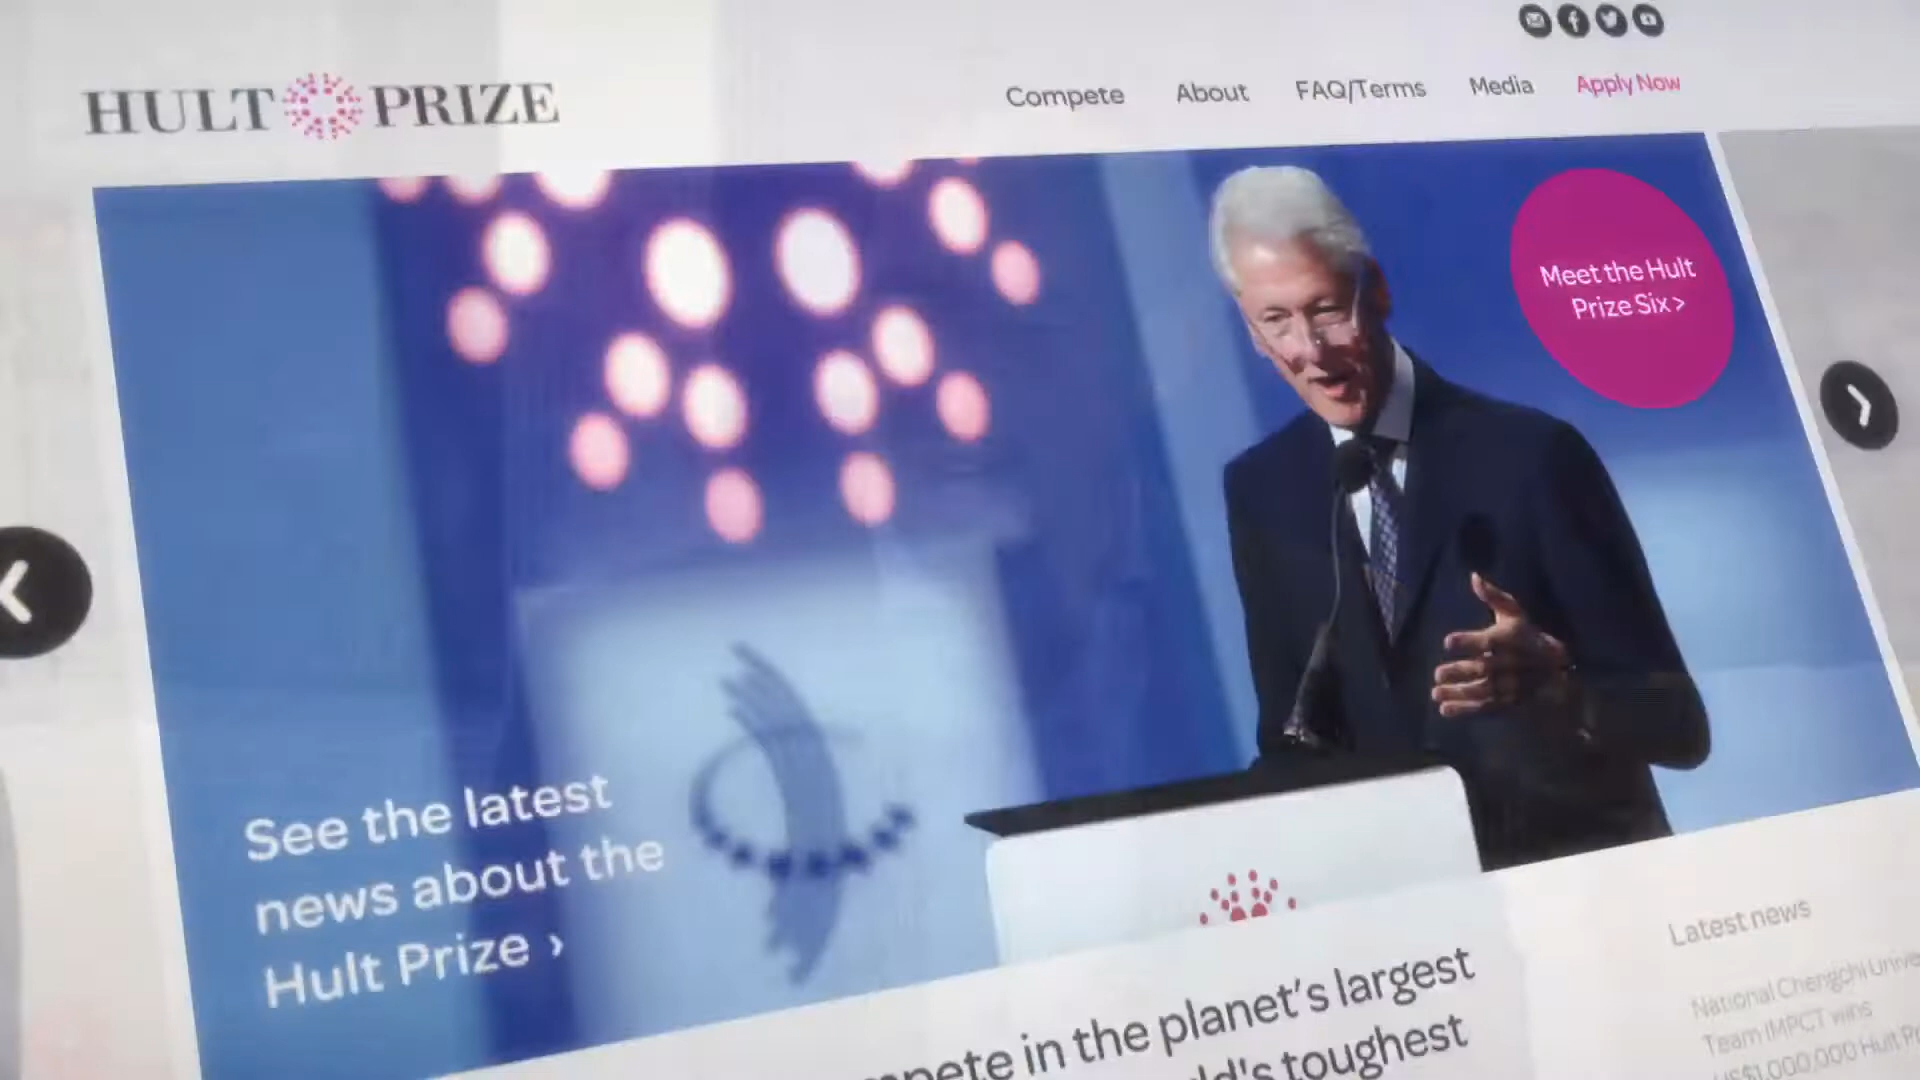 HULT PRIZE
Compete
About
FAQ/Terms
Media
Apply Now
Meet the Hult
Prize Six >
See the latest
news about the
Hult Prize ›
in the planet's largest
toughest
Latest news
National Chengchi
Team IMPCT wins
US$1,000,000 Hult